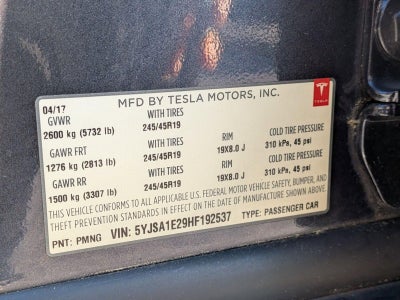 MFD BY TESLA MOTORS, INC.
04/17
GVWR WITH TIRES
2600 kg (5732 lb) 245/45R19
GAWR FRT WITH TIRES RIM COLD TIRE PRESSURE
1276 kg (2813 lb) 245/45R19 19X8.0 J 310 kPa, 45 psi
GAWR RR WITH TIRES RIM COLD TIRE PRESSURE
1500 kg (3307 lb) 245/45R19 19X8.0 J 310 kPa, 45 psi
THIS VEHICLE CONFORMS TO ALL APPLICABLE U.S. FEDERAL MOTOR VEHICLE SAFETY, BUMPER, AND
THEFT PREVENTION STANDARDS IN EFFECT ON THE DATE OF MANUFACTURE SHOWN ABOVE.
VIN: 5YJSA1E29HF192537 TYPE: PASSENGER CAR
PNT: PMNG
TESLA